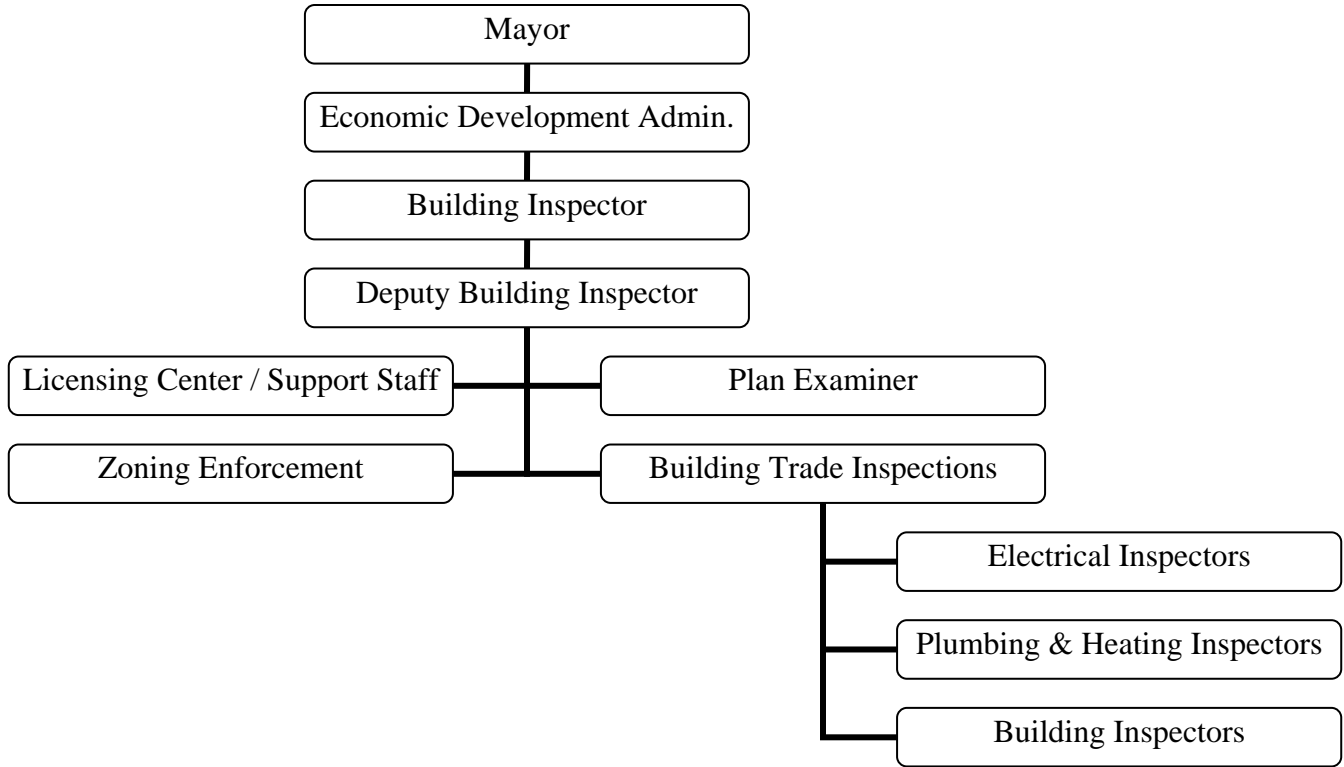 Mayor
Economic Development Admin.
Building Inspector
Deputy Building Inspector
Licensing Center / Support Staff
Plan Examiner
Zoning Enforcement
Building Trade Inspections
Electrical Inspectors
Plumbing & Heating Inspectors
Building Inspectors